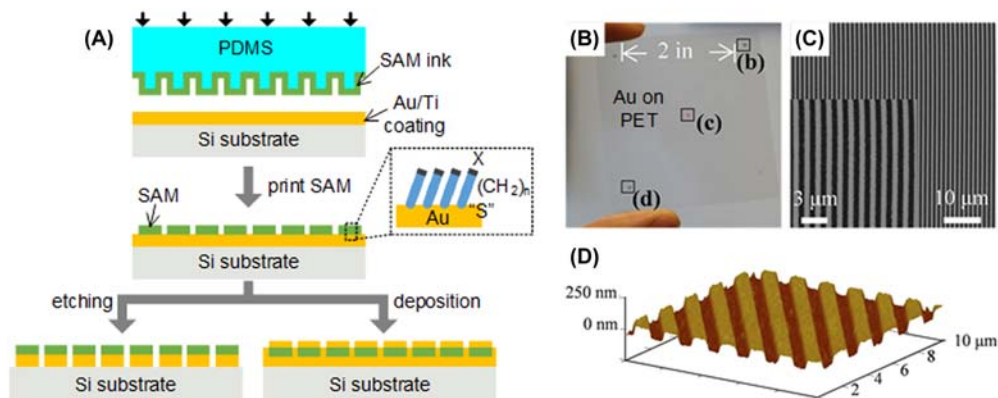 (A)
PDMS
SAM ink
Au/Ti
coating
Si substrate
print SAM
SAM
X
(CH2)n
"S"
Au
Si substrate
etching
deposition
Si substrate
Si substrate
(B)
2 in
(b)
Au on
PET
(c)
(d)
(C)
3 μm
10 μm
(D)
250 nm
0 nm
10 μm
8
6
4
2